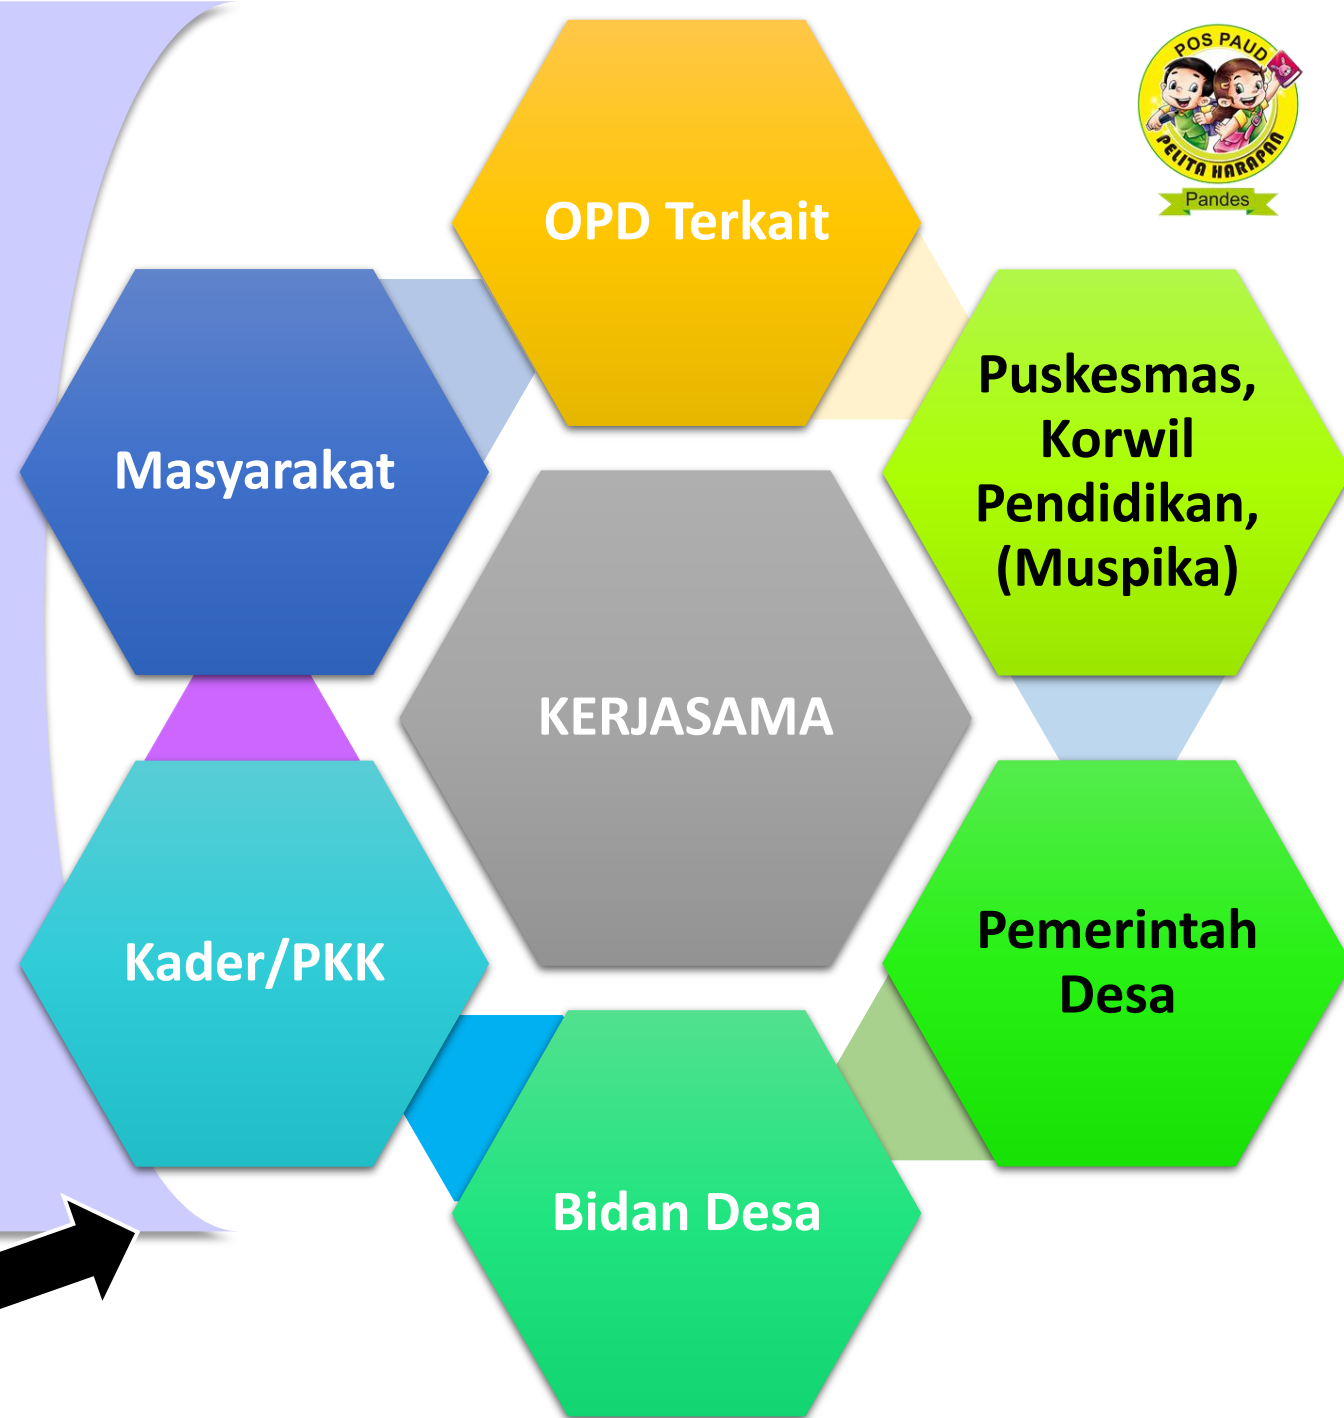 POS PAUD
PELITA HARAPAN
Pandes
OPD Terkait
Masyarakat
Puskesmas,
Korwil
Pendidikan,
(Muspika)
KERJASAMA
Kader/PKK
Pemerintah
Desa
Bidan Desa